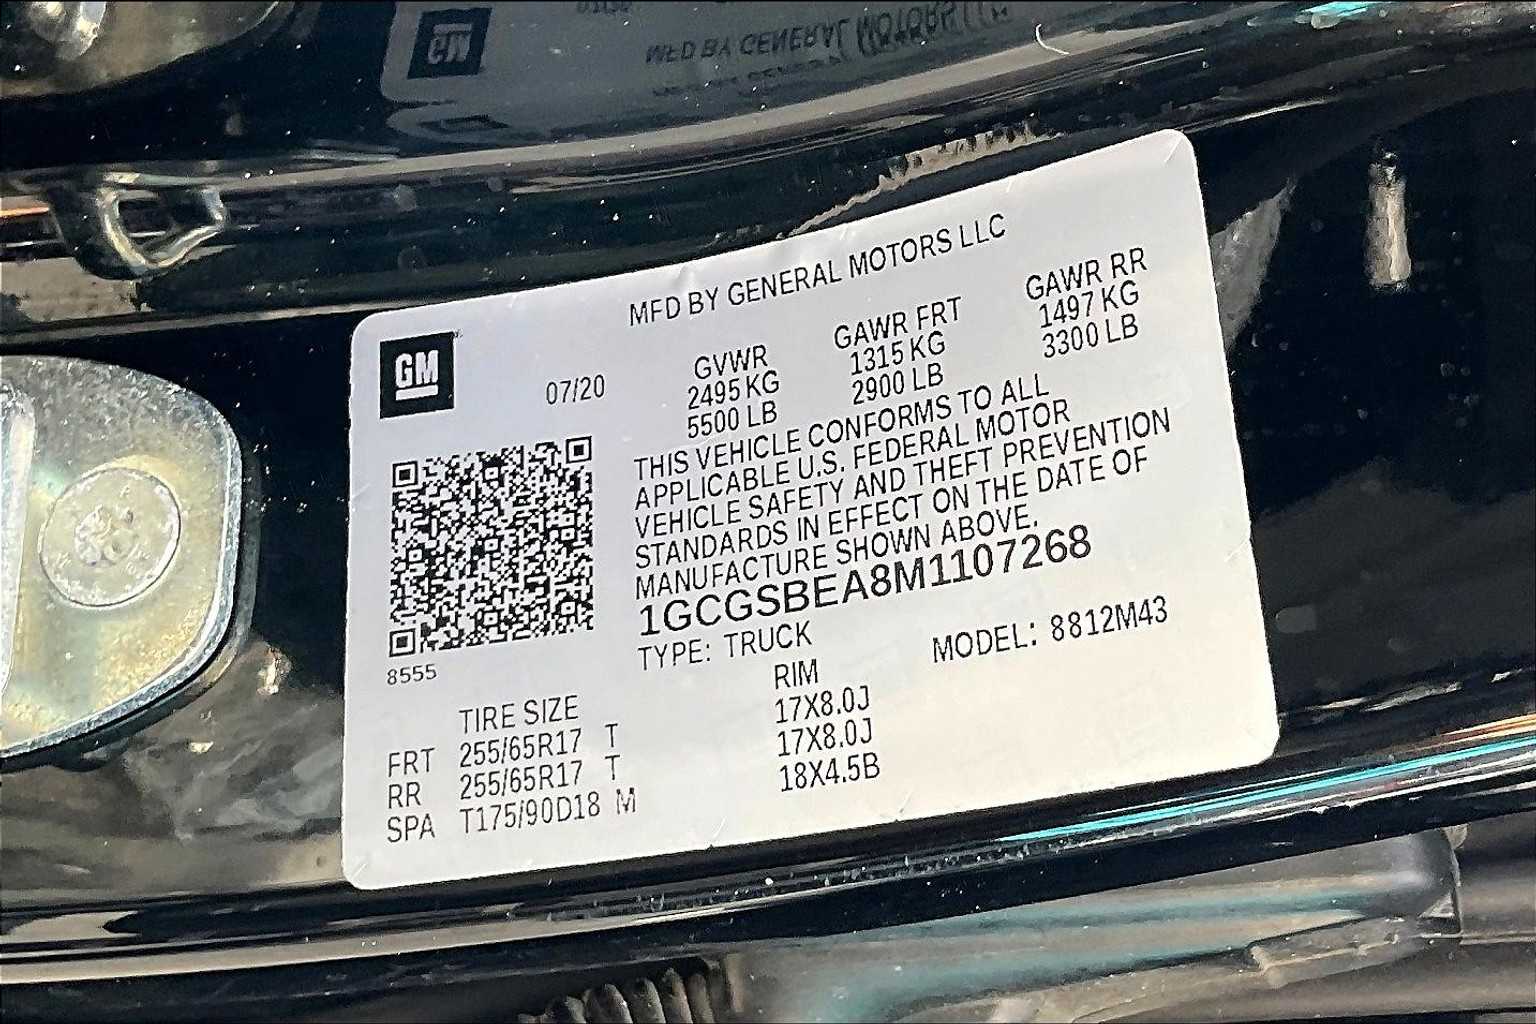 MFD BY GENERAL MOTORS LLC
GM
07/20
GVWR GAWR FRT GAWR RR
2495 KG 1315 KG 1497 KG
5500 LB 2900 LB 3300 LB
THIS VEHICLE CONFORMS TO ALL
APPLICABLE U.S. FEDERAL MOTOR
VEHICLE SAFETY AND THEFT PREVENTION
STANDARDS IN EFFECT ON THE DATE OF
MANUFACTURE SHOWN ABOVE.
1GCGSBEA8M1107268
TYPE: TRUCK MODEL: 8812M43
8555
TIRE SIZE RIM
FRT 255/65R17 T 17X8.0J
RR 255/65R17 T 17X8.0J
SPA T175/90D18 M 18X4.5B